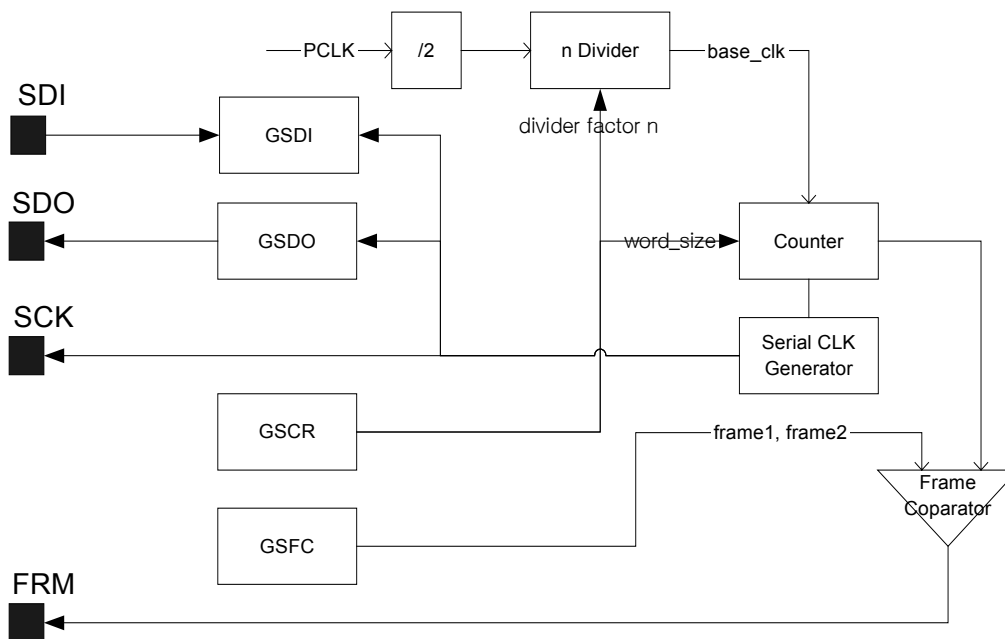 PCLK
/2
n Divider
base_clk
SDI
GSDI
divider factor n
SDO
GSDO
word_size
Counter
SCK
Serial CLK
Generator
GSCR
frame1, frame2
Frame
Coparator
GSFC
FRM